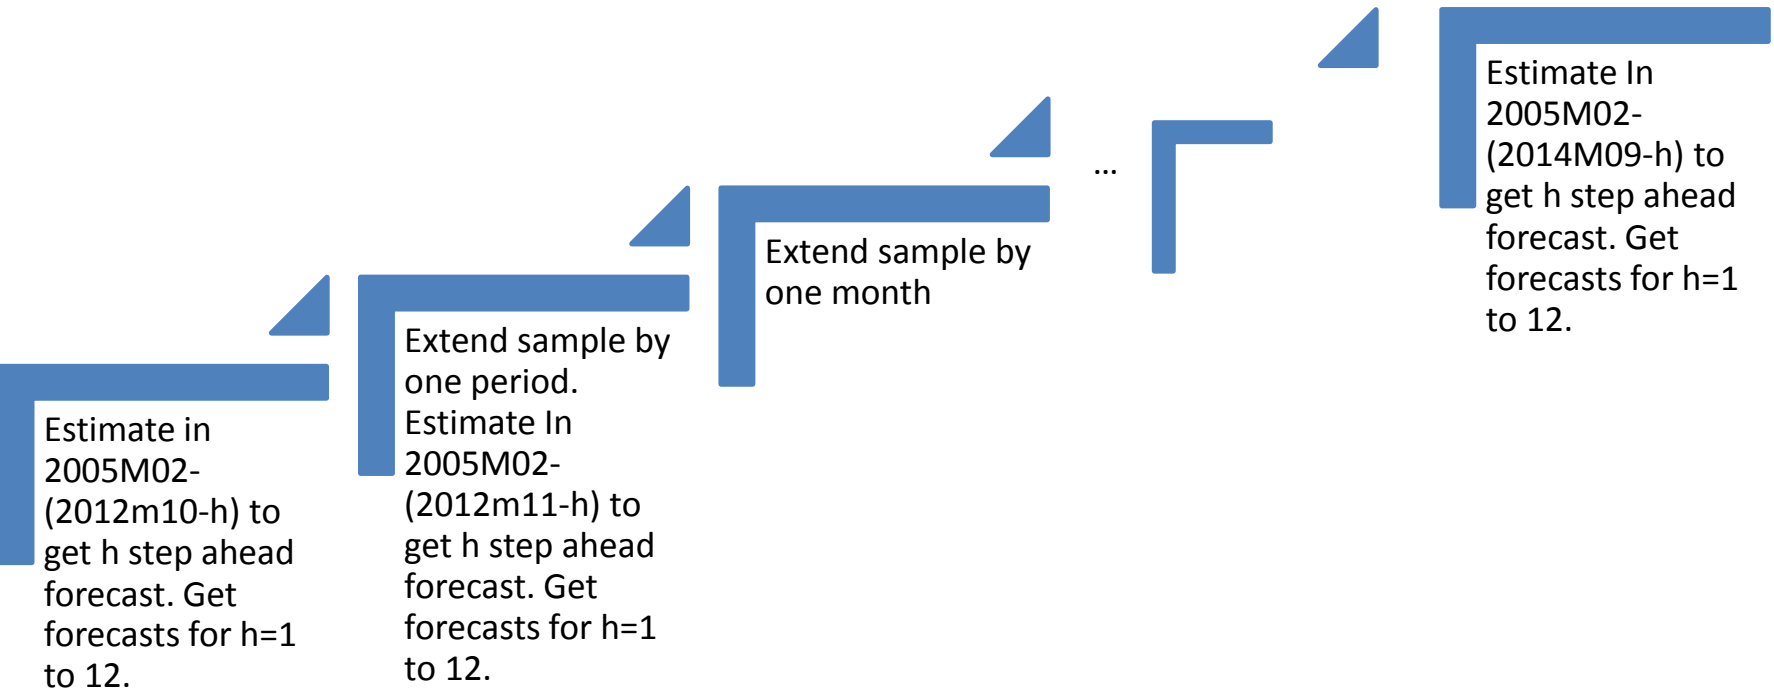 Estimate in
2005M02-
(2012m10-h) to
get h step ahead
forecast. Get
forecasts for h=1
to 12.
Extend sample by
one period.
Estimate In
2005M02-
(2012m11-h) to
get h step ahead
forecast. Get
forecasts for h=1
to 12.
Extend sample by
one month
...
Estimate In
2005M02-
(2014M09-h) to
get h step ahead
forecast. Get
forecasts for h=1
to 12.